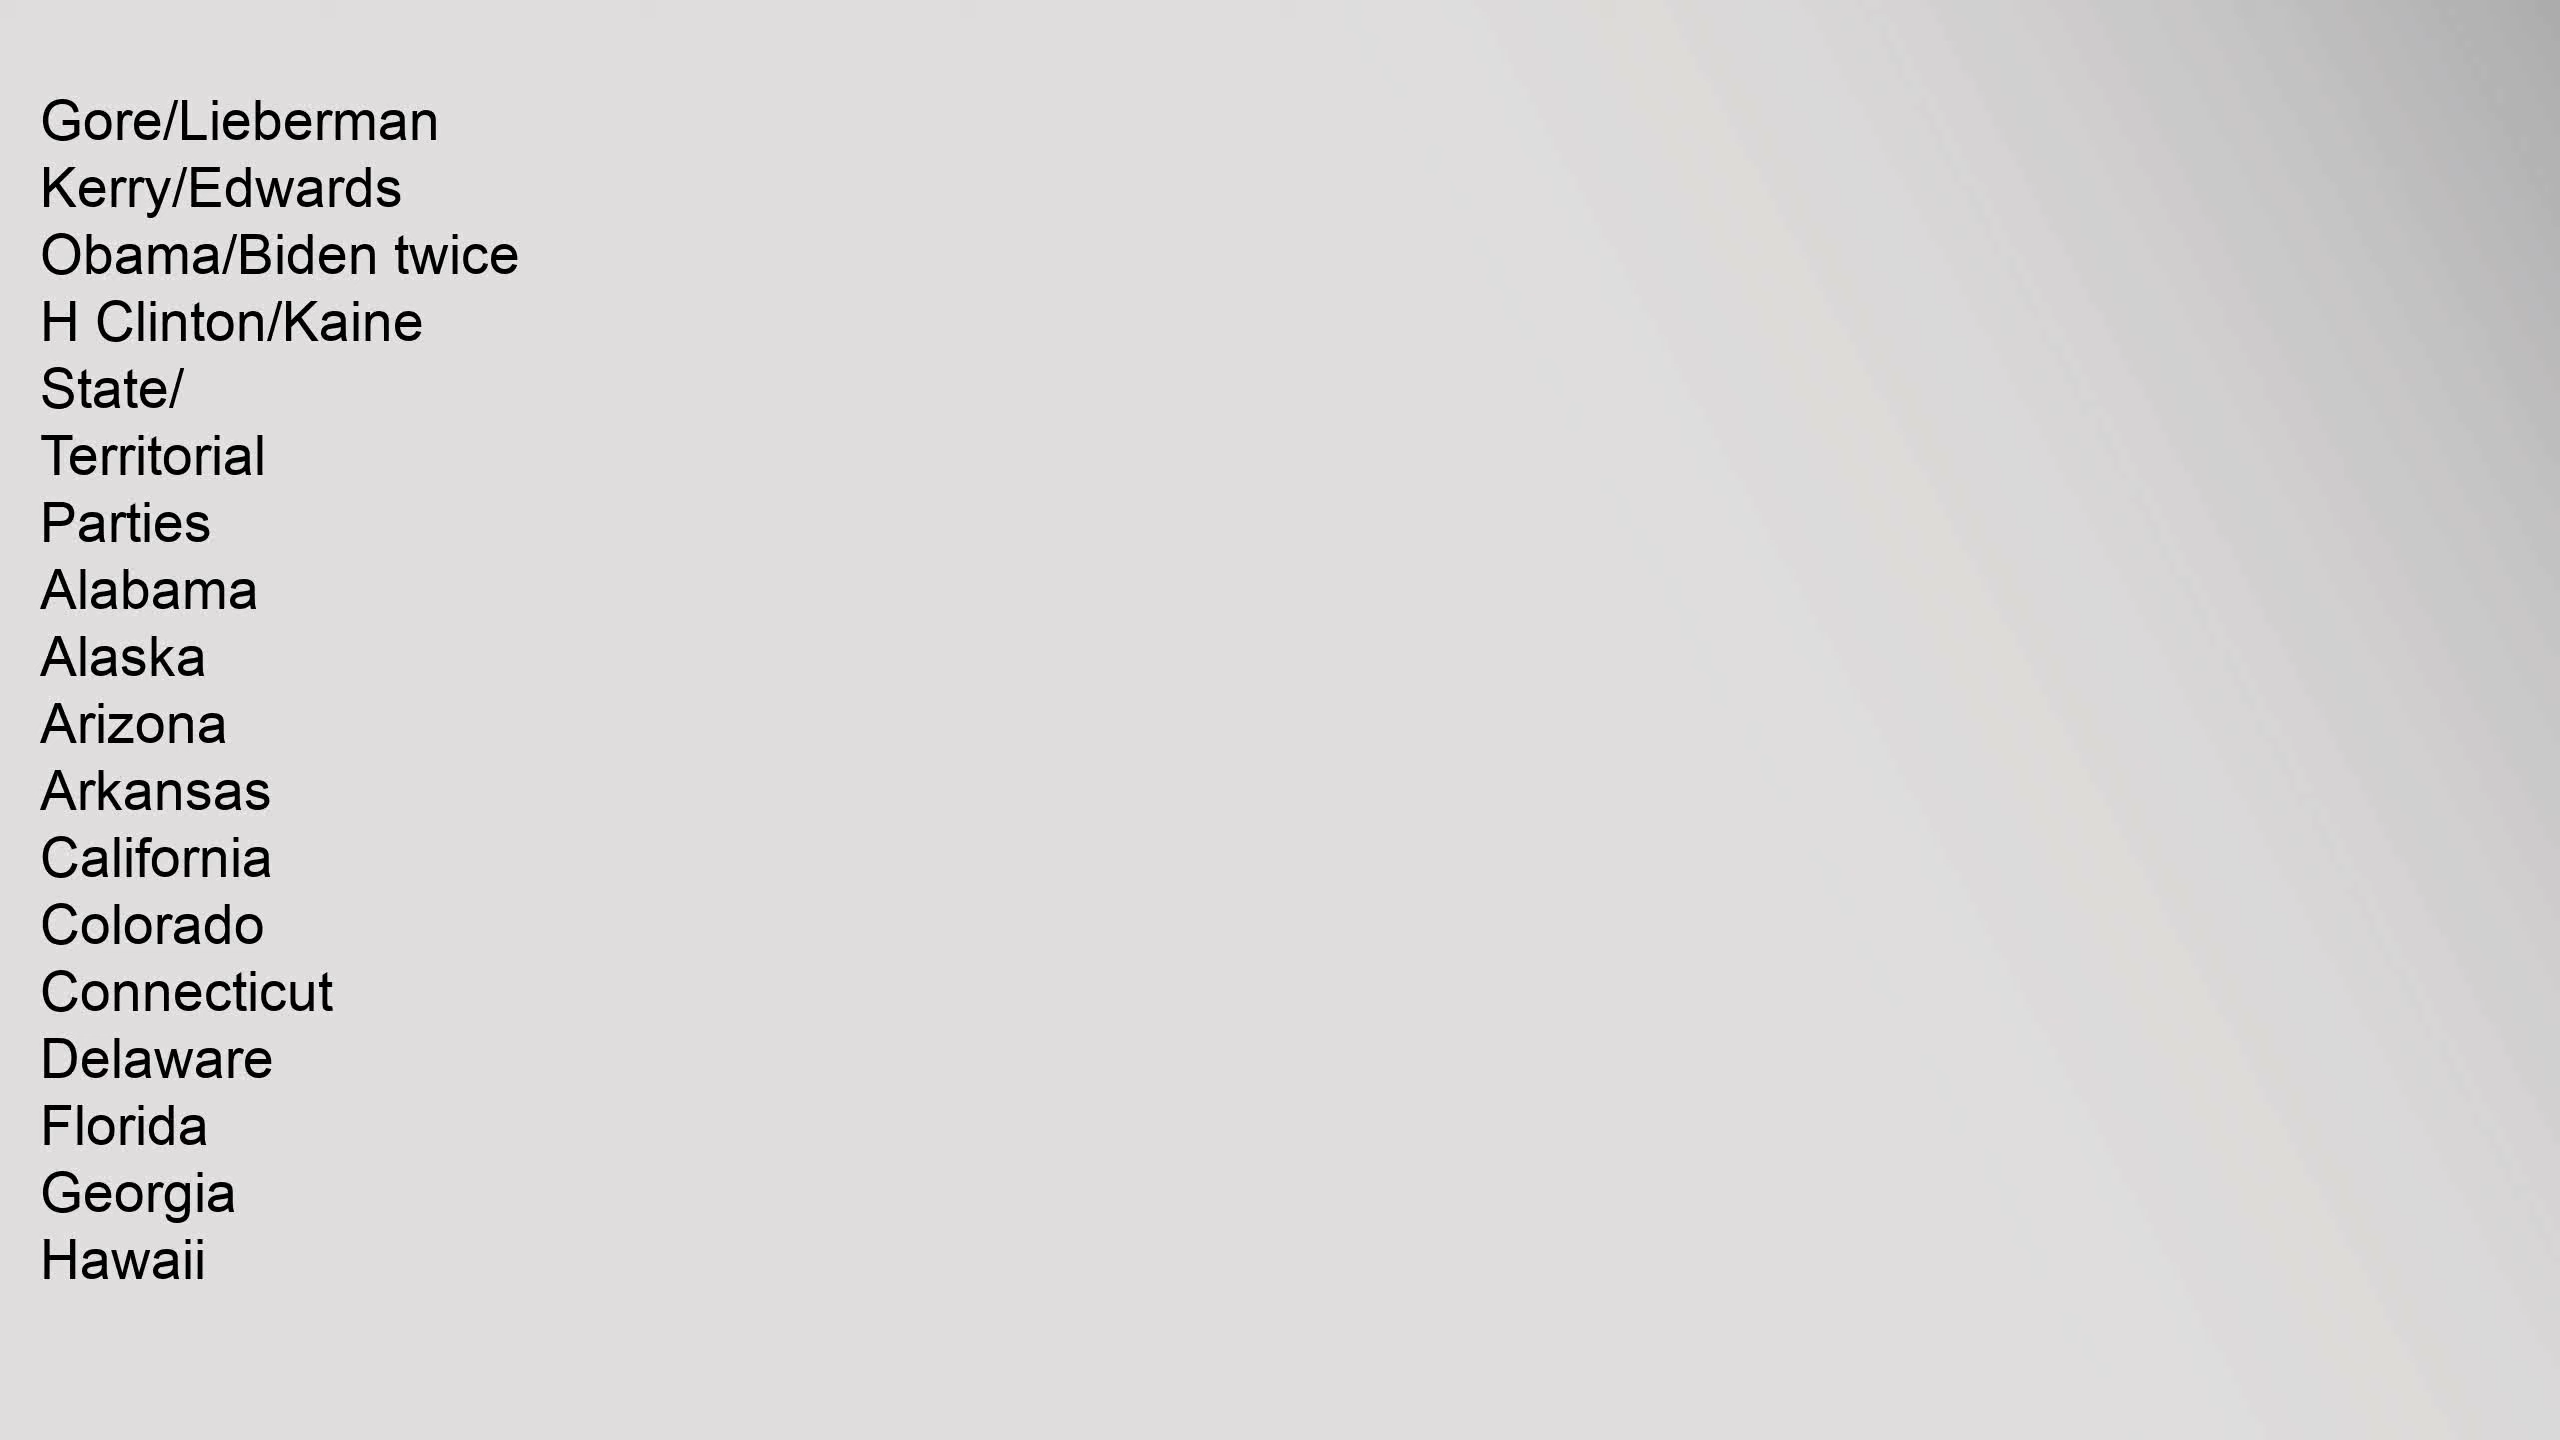 Gore/Lieberman
Kerry/Edwards
Obama/Biden twice
H Clinton/Kaine
State/
Territorial
Parties
Alabama
Alaska
Arizona
Arkansas
California
Colorado
Connecticut
Delaware
Florida
Georgia
Hawaii